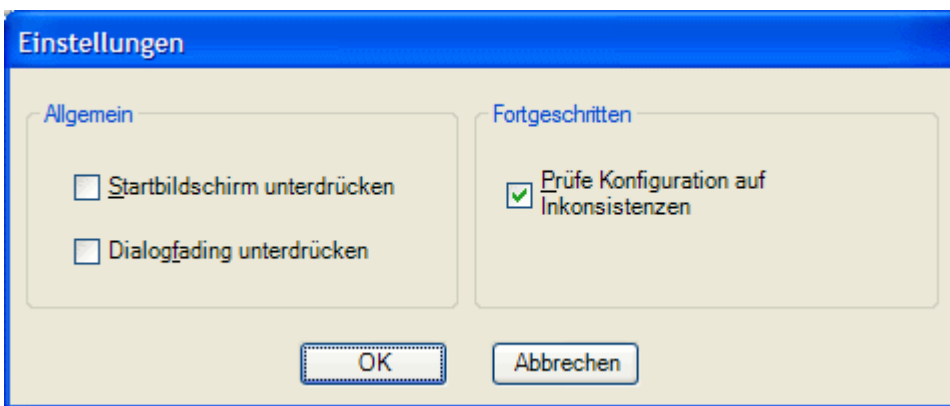 Einstellungen
Allgemein
Startbildschirm unterdrücken
Dialogfading unterdrücken
Fortgeschritten
Prüfe Konfiguration auf
Inkonsistenzen
OK
Abbrechen